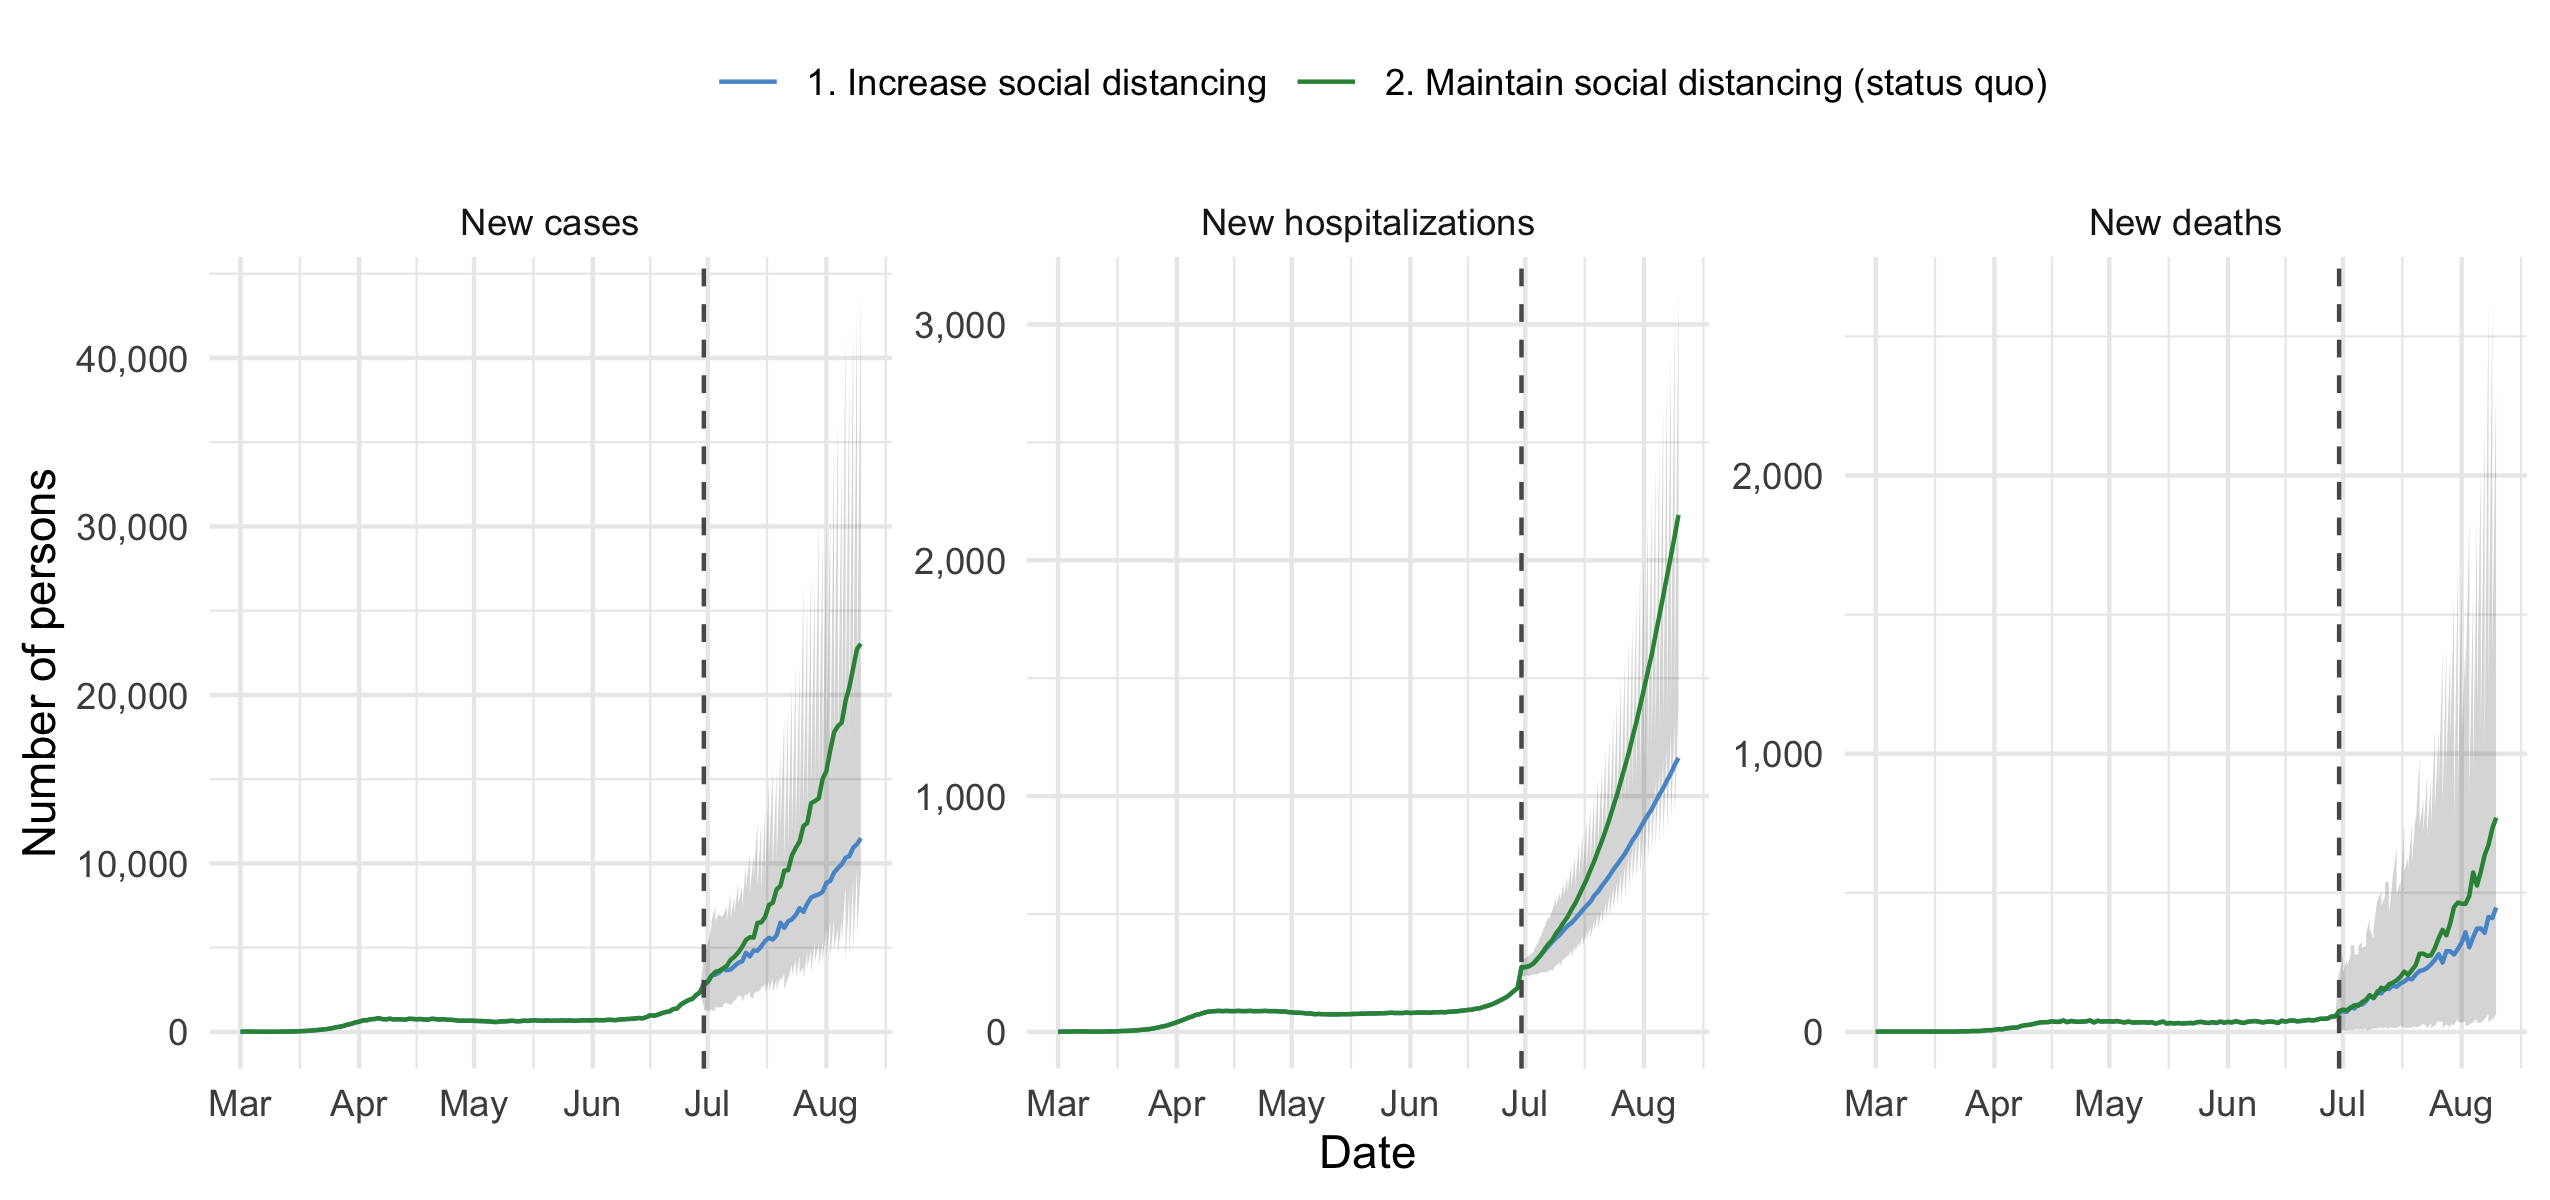 1. Increase social distancing 2. Maintain social distancing (status quo)
New cases New hospitalizations New deaths
Number of persons
40,000
30,000
20,000
10,000
0
3,000
2,000
1,000
0
2,000
1,000
0
Mar Apr May Jun Jul Aug
Mar Apr May Jun Jul Aug
Mar Apr May Jun Jul Aug
Date